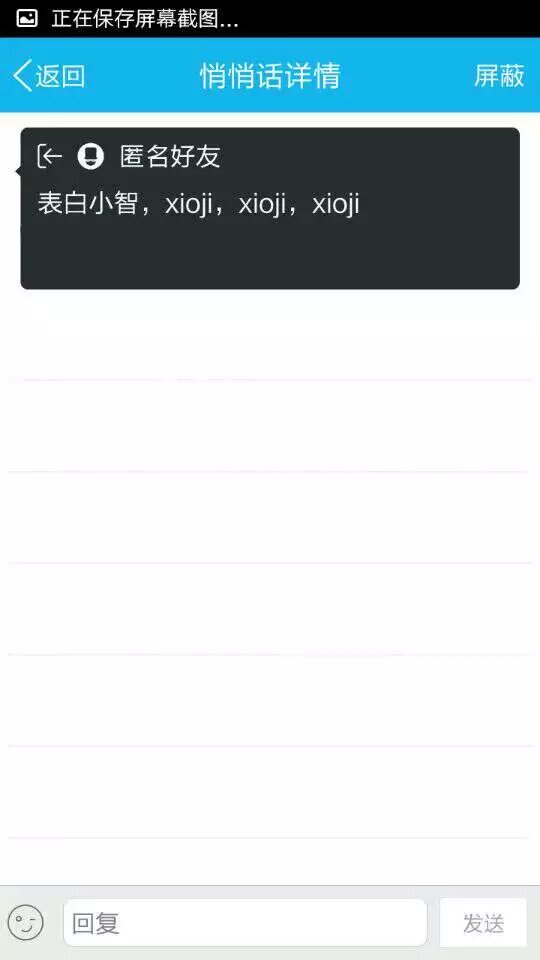 正在保存屏幕截图...
返回
悄悄话详情
屏蔽
匿名好友
表白小智，xioji，xioji，xioji
回复
发送